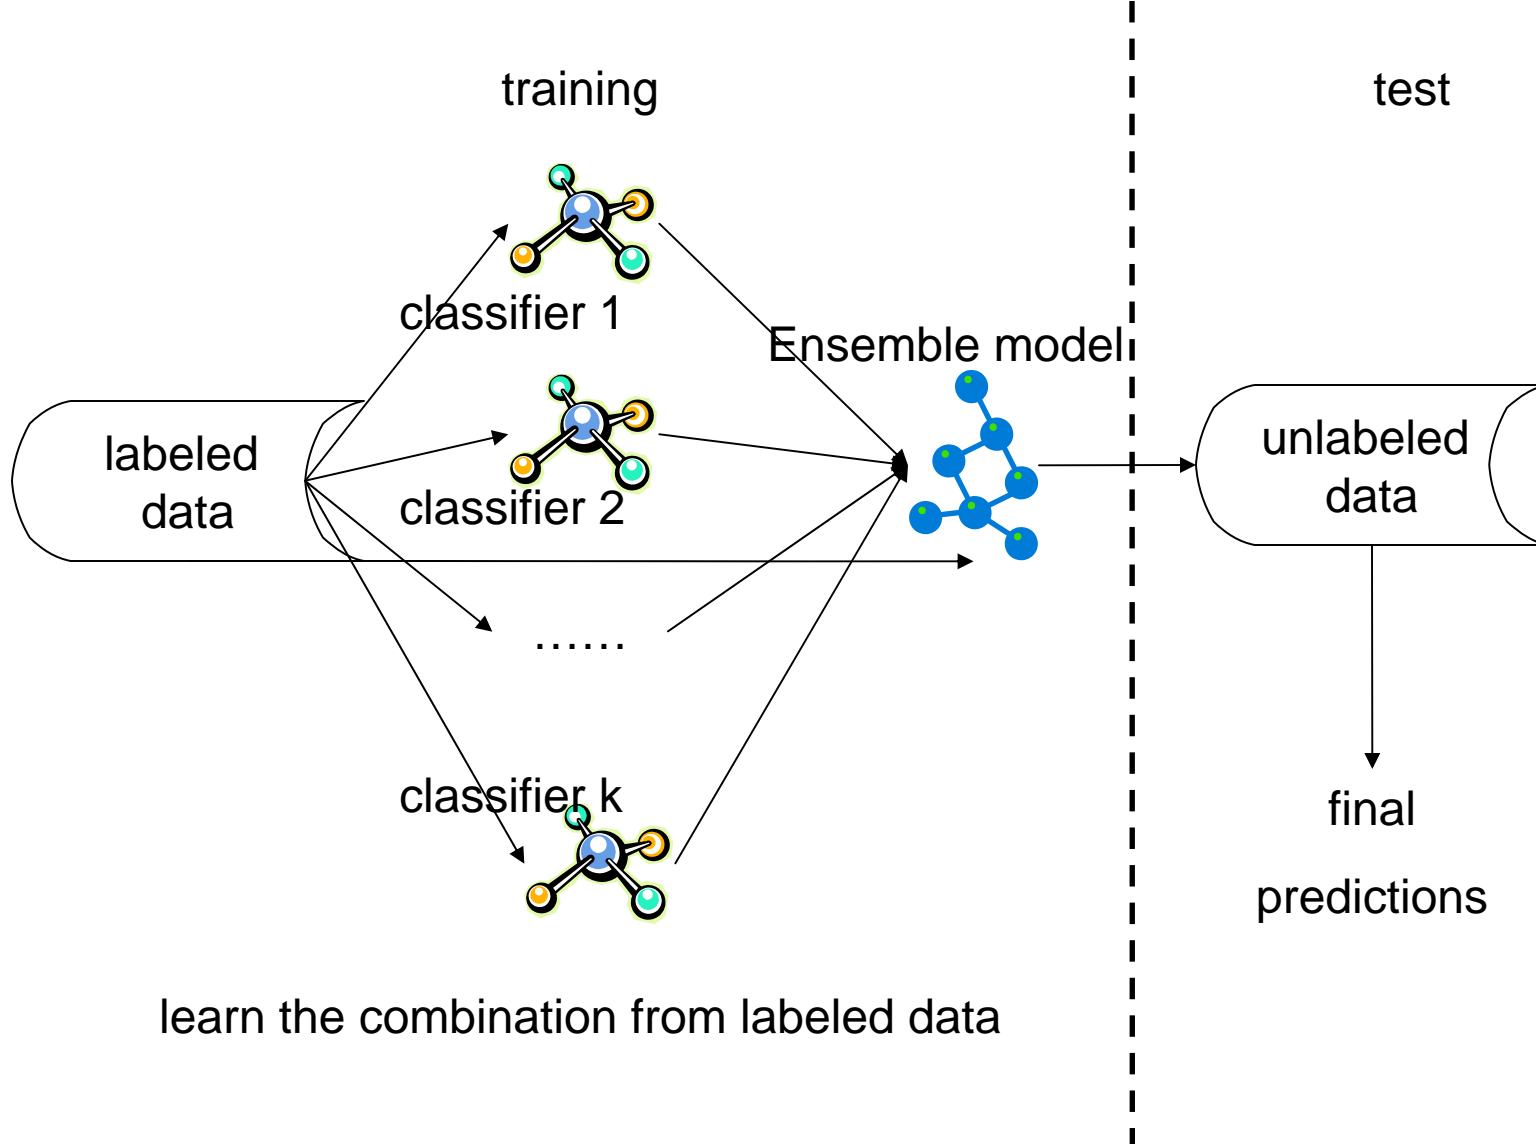 training
test
classifier 1
Ensemble model
labeled
data
classifier 2
unlabeled
data
......
classifier k
final
predictions
learn the combination from labeled data